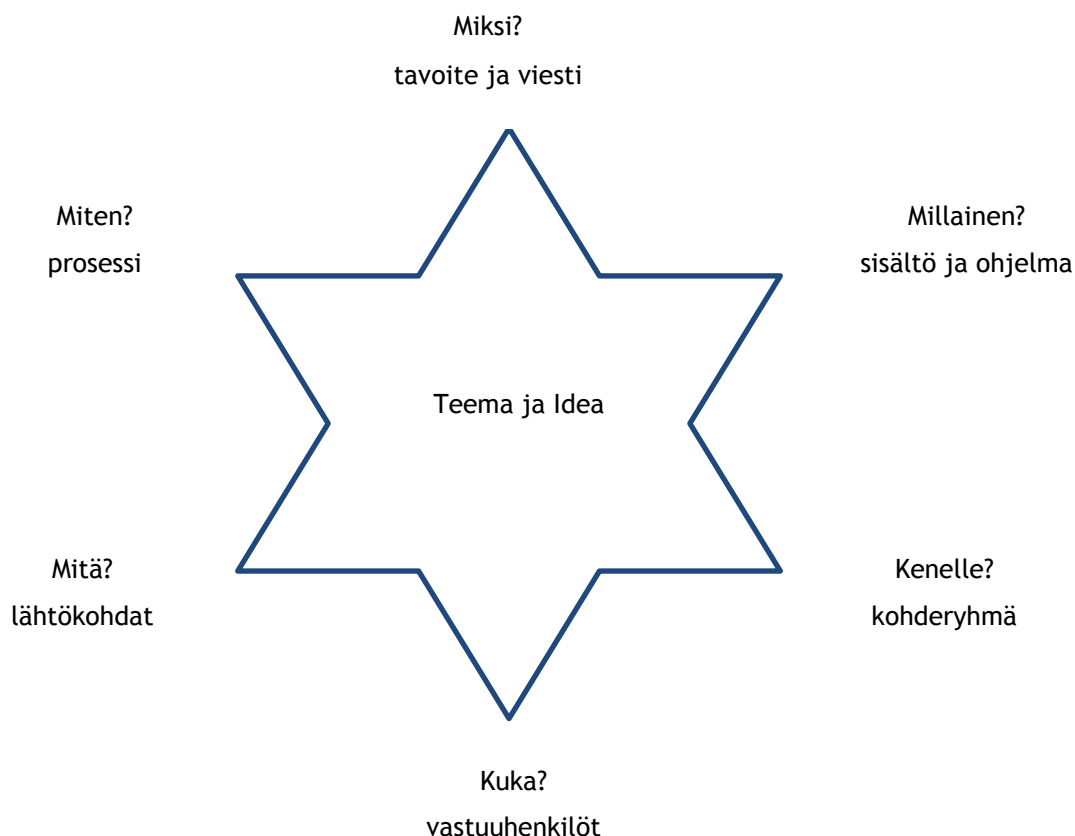 Miksi?
tavoite ja viesti
Miten?
prosessi
Millainen?
sisältö ja ohjelma
Teema ja Idea
Mitä?
lähtökohdat
Kenelle?
kohderyhmä
Kuka?
vastuuhenkilöt